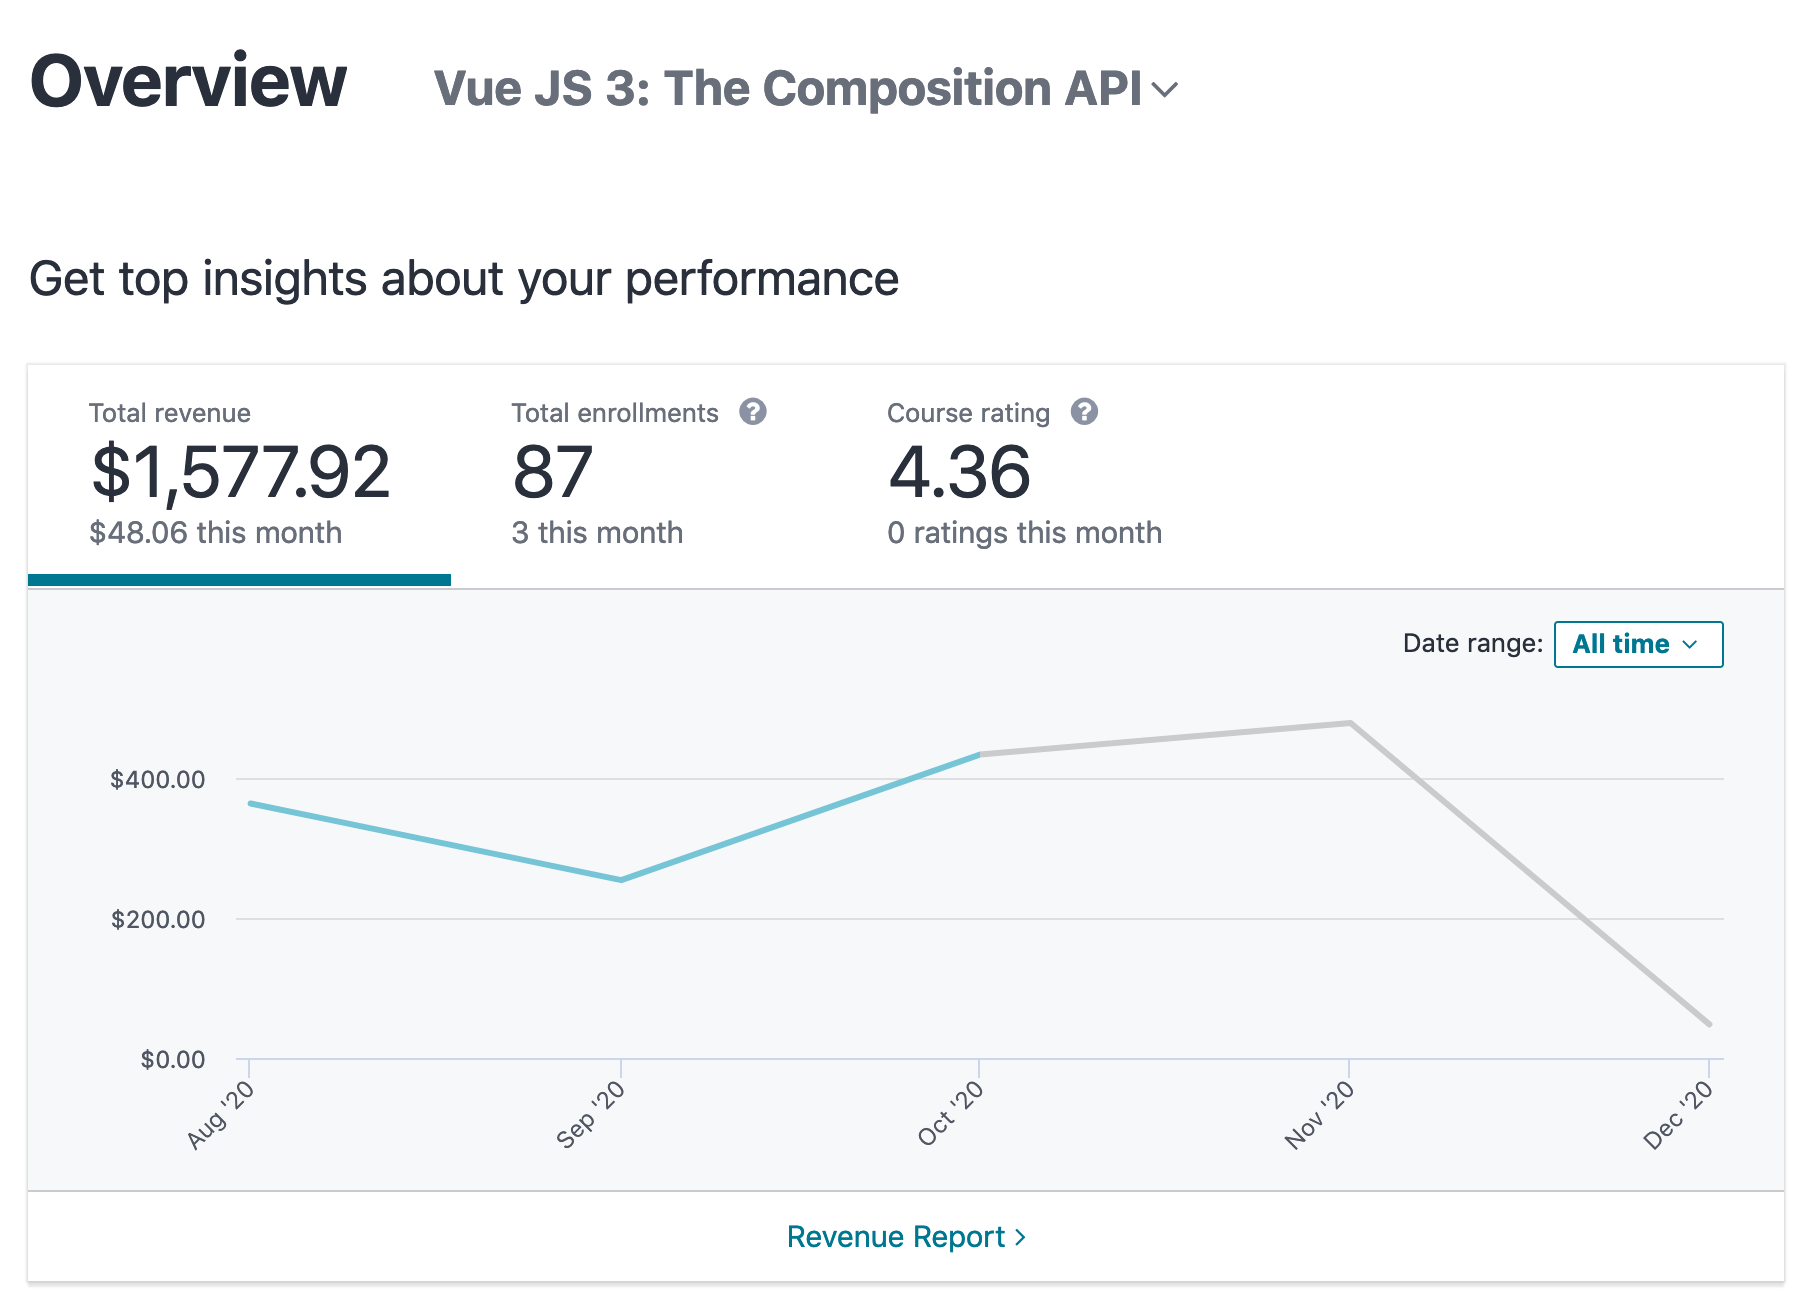 Overview
Vue JS 3: The Composition API
Get top insights about your performance
Total revenue
$1,577.92
$48.06 this month
Total enrollments ?
87
3 this month
Course rating ?
4.36
0 ratings this month
Date range: All time
$400.00
$200.00
$0.00
Aug '20
Sep '20
Oct '20
Nov '20
Dec '20
Revenue Report